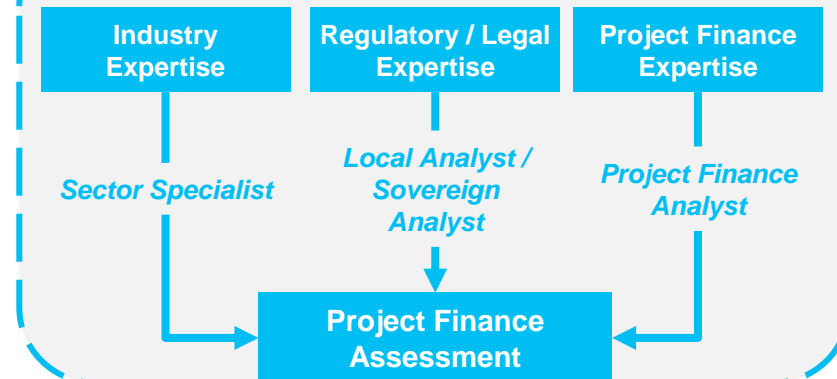 Industry
Expertise
Regulatory / Legal
Expertise
Project Finance
Expertise
Sector Specialist
Local Analyst /
Sovereign
Analyst
Project Finance
Analyst
Project Finance
Assessment